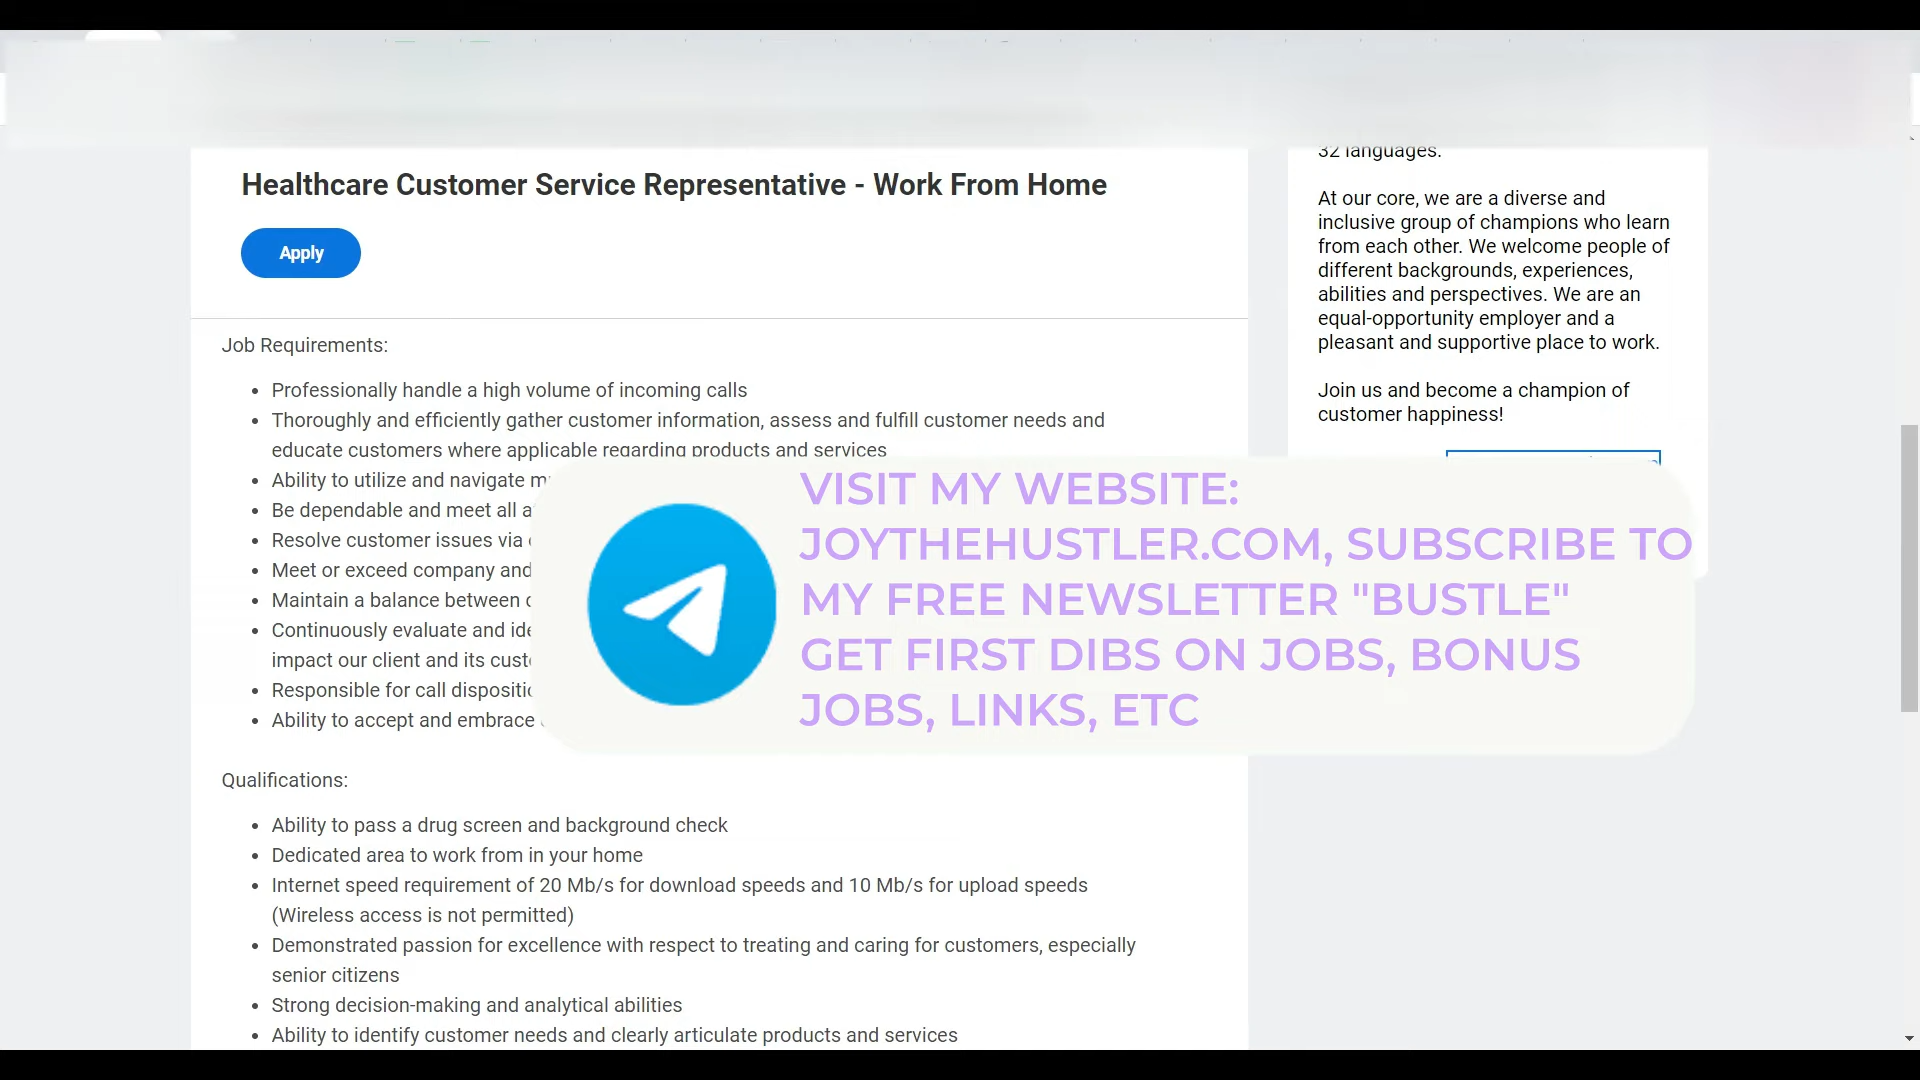 Healthcare Customer Service Representative - Work From Home
Apply
Job Requirements:
• Professionally handle a high volume of incoming calls
• Thoroughly and efficiently gather customer information, assess and fulfill customer needs and
educate customers where applicable regarding products and services
• Ability to utilize and navigate
• Be dependable and meet all
• Resolve customer issues via
• Meet or exceed company and
• Maintain a balance between
• Continuously evaluate and
impact our client and its
• Responsible for call
• Ability to accept and embrace
Qualifications:
• Ability to pass a drug screen and background check
• Dedicated area to work from in your home
• Internet speed requirement of 20 Mb/s for download speeds and 10 Mb/s for upload speeds
(Wireless access is not permitted)
• Demonstrated passion for excellence with respect to treating and caring for customers, especially
senior citizens
• Strong decision-making and analytical abilities
• Ability to identify customer needs and clearly articulate products and services
32 languages.
At our core, we are a diverse and
inclusive group of champions who learn
from each other. We welcome people of
different backgrounds, experiences,
abilities and perspectives. We are an
equal-opportunity employer and a
pleasant and supportive place to work.
Join us and become a champion of
customer happiness!
VISIT MY WEBSITE:
JOYTHEHUSTLER.COM, SUBSCRIBE TO
MY FREE NEWSLETTER "BUSTLE"
GET FIRST DIBS ON JOBS, BONUS
JOBS, LINKS, ETC